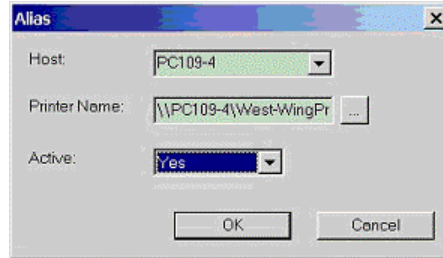 Alias
Host: PC109-4
Printer Name: \\PC109-4\West-WingPr ...
Active: Yes
OK Cancel